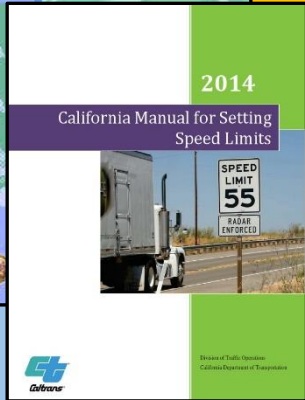 2014
California Manual for Setting
Speed Limits
SPEED
LIMIT
55
RADAR
ENFORCED
Division of Traffic Operations
California Department of Transportation
Caltrans